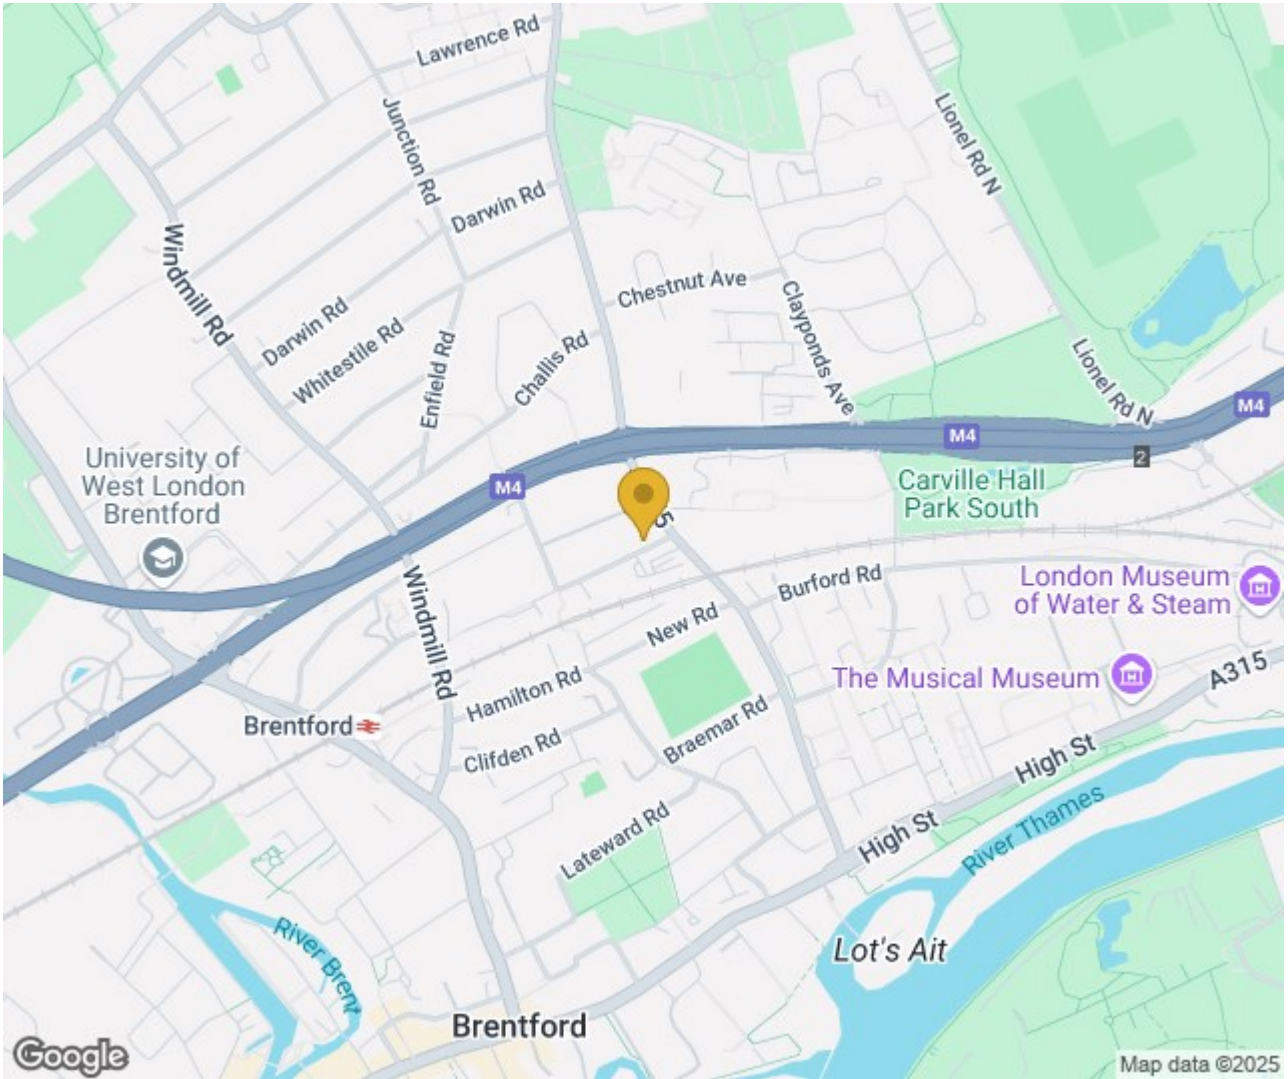 Lawrence Rd
Junction Rd
Lionel Rd N
Darwin Rd
Windmill Rd
Chestnut Ave
Clayponds Ave
Darwin Rd
Whitestile Rd
Enfield Rd
Challis Rd
Lionel Rd N
M4
M4
2
University of
West London
Brentford
M4
Carville Hall
Park South
5
Windmill Rd
Burford Rd
London Museum
of Water & Steam
New Rd
The Musical Museum
A315
Hamilton Rd
Brentford
Clifden Rd
Braemar Rd
High St
Lateward Rd
High St
River Thames
River Brent
Lot's Ait
Brentford
Google
Map data ©2025